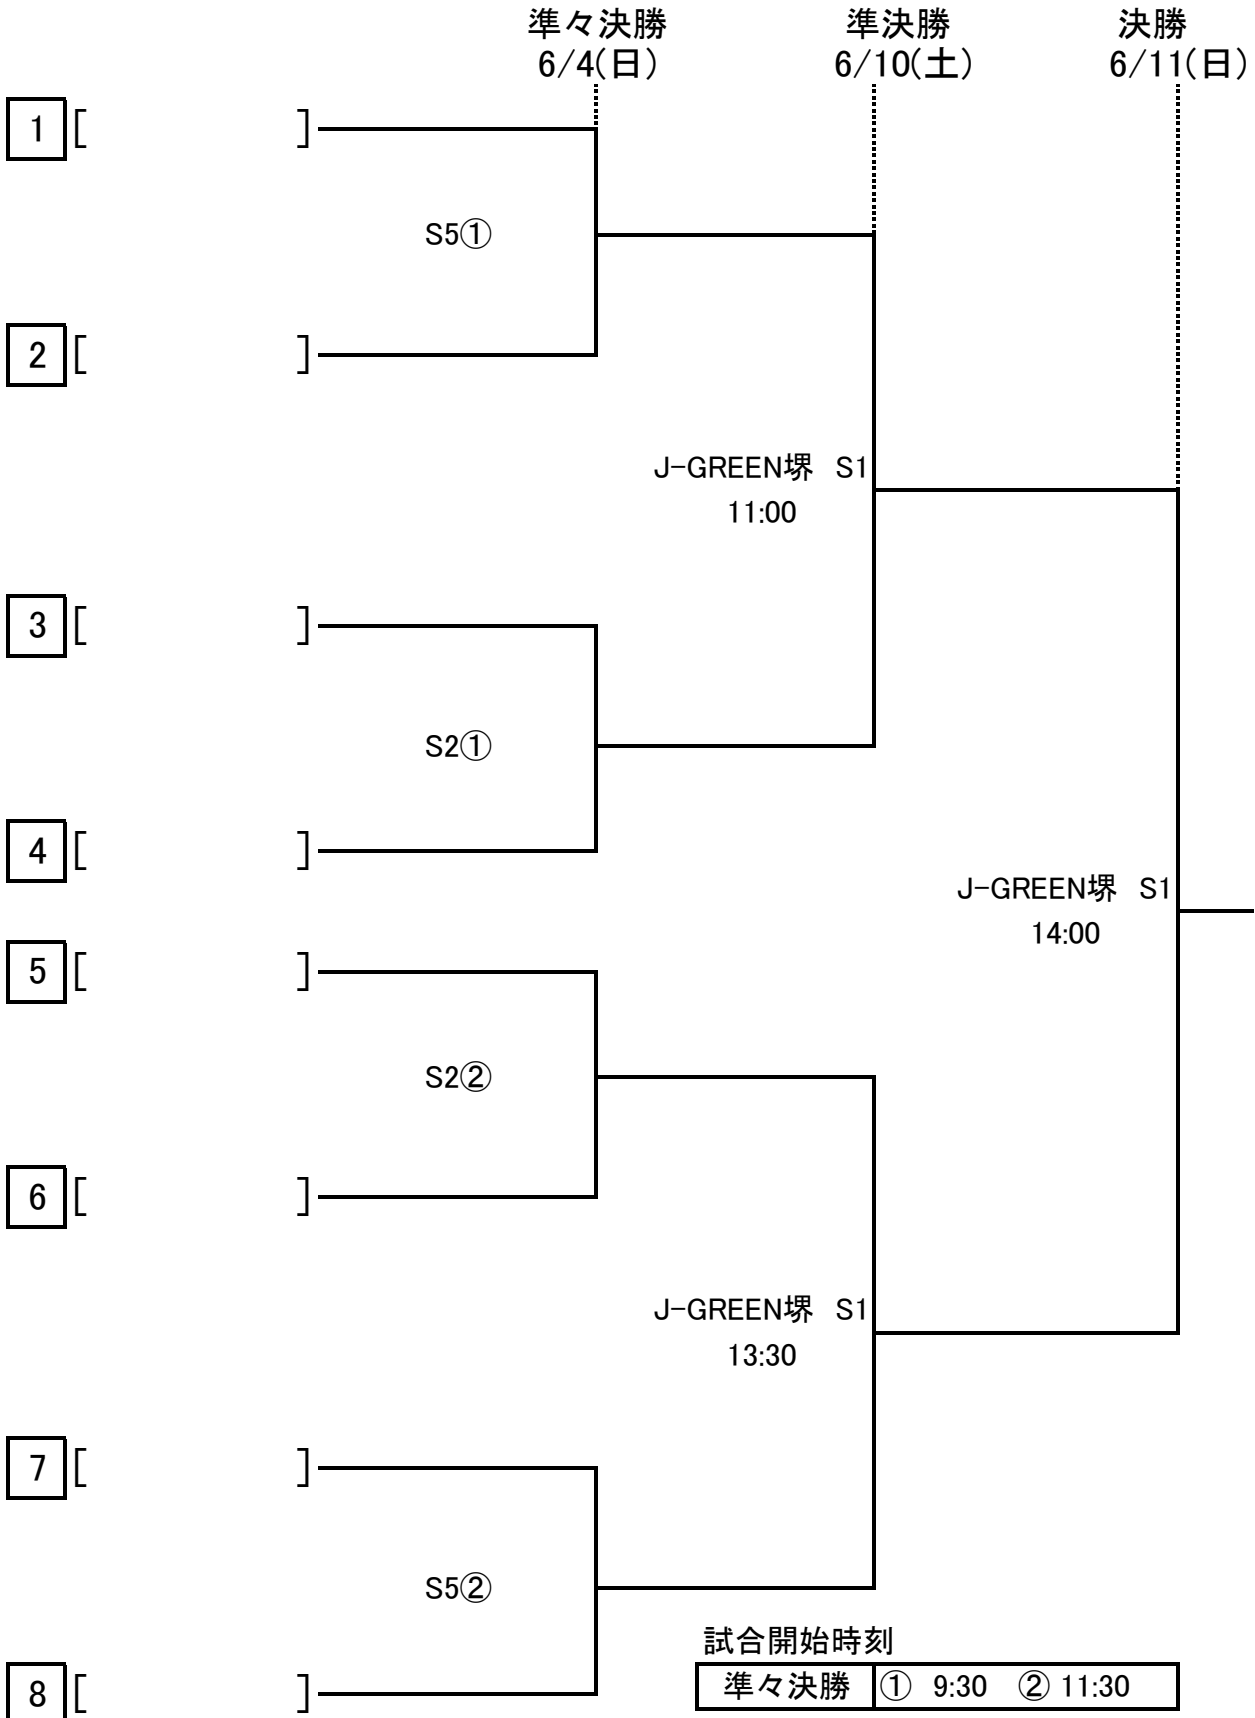 準々決勝 準決勝 決勝
6/4(日) 6/10(土) 6/11(日)
1 [ ]
S5①
2 [ ]
J-GREEN堺 S1
11:00
3 [ ]
S2①
4 [ ]
J-GREEN堺 S1
14:00
5 [ ]
S2②
6 [ ]
J-GREEN堺 S1
13:30
7 [ ]
S5②
試合開始時刻
準々決勝 ① 9:30 ② 11:30
8 [ ]